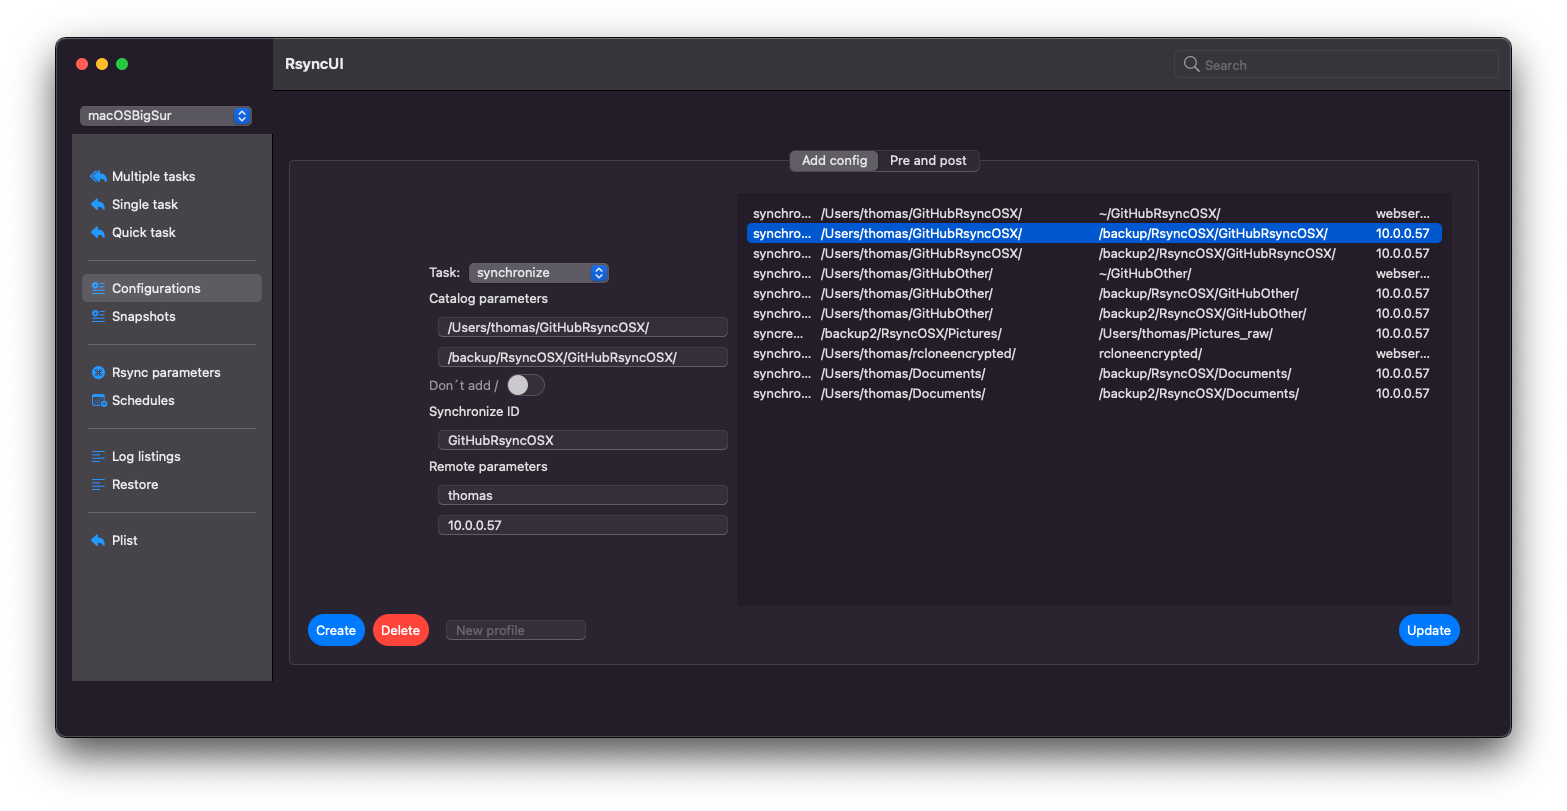 RsyncUI
Search
macOSBigSur
Multiple tasks
Single task
Quick task
Configurations
Snapshots
Rsync parameters
Schedules
Log listings
Restore
Plist
Add config
Pre and post
Task: synchronize
Catalog parameters
/Users/thomas/GitHubRsyncOSX/
/backup/RsyncOSX/GitHubRsyncOSX/
Don´t add /
Synchronize ID
GitHubRsyncOSX
Remote parameters
thomas
10.0.0.57
synchro... /Users/thomas/GitHubRsyncOSX/ ~/GitHubRsyncOSX/ webser...
synchro... /Users/thomas/GitHubRsyncOSX/ /backup/RsyncOSX/GitHubRsyncOSX/ 10.0.0.57
synchro... /Users/thomas/GitHubRsyncOSX/ /backup2/RsyncOSX/GitHubRsyncOSX/ 10.0.0.57
synchro... /Users/thomas/GitHubOther/ ~/GitHubOther/ webser...
synchro... /Users/thomas/GitHubOther/ /backup/RsyncOSX/GitHubOther/ 10.0.0.57
synchro... /Users/thomas/GitHubOther/ /backup2/RsyncOSX/GitHubOther/ 10.0.0.57
syncre... /backup2/RsyncOSX/Pictures/ /Users/thomas/Pictures_raw/ 10.0.0.57
synchro... /Users/thomas/rcloneencrypted/ rcloneencrypted/ webser...
synchro... /Users/thomas/Documents/ /backup/RsyncOSX/Documents/ 10.0.0.57
synchro... /Users/thomas/Documents/ /backup2/RsyncOSX/Documents/ 10.0.0.57
Create
Delete
New profile
Update